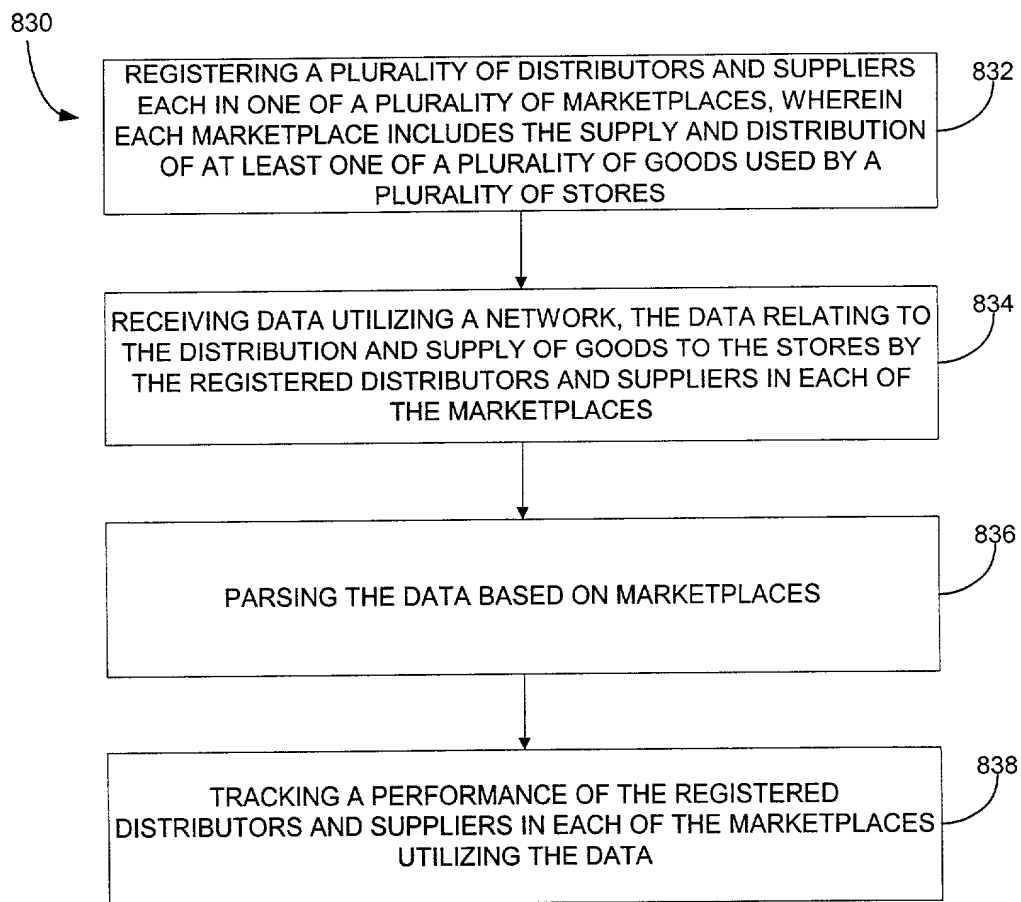 830
REGISTERING A PLURALITY OF DISTRIBUTORS AND SUPPLIERS
EACH IN ONE OF A PLURALITY OF MARKETPLACES, WHEREIN
EACH MARKETPLACE INCLUDES THE SUPPLY AND DISTRIBUTION
OF AT LEAST ONE OF A PLURALITY OF GOODS USED BY A
PLURALITY OF STORES
832
RECEIVING DATA UTILIZING A NETWORK, THE DATA RELATING TO
THE DISTRIBUTION AND SUPPLY OF GOODS TO THE STORES BY
THE REGISTERED DISTRIBUTORS AND SUPPLIERS IN EACH OF
THE MARKETPLACES
834
PARSING THE DATA BASED ON MARKETPLACES
836
TRACKING A PERFORMANCE OF THE REGISTERED
DISTRIBUTORS AND SUPPLIERS IN EACH OF THE MARKETPLACES
UTILIZING THE DATA
838